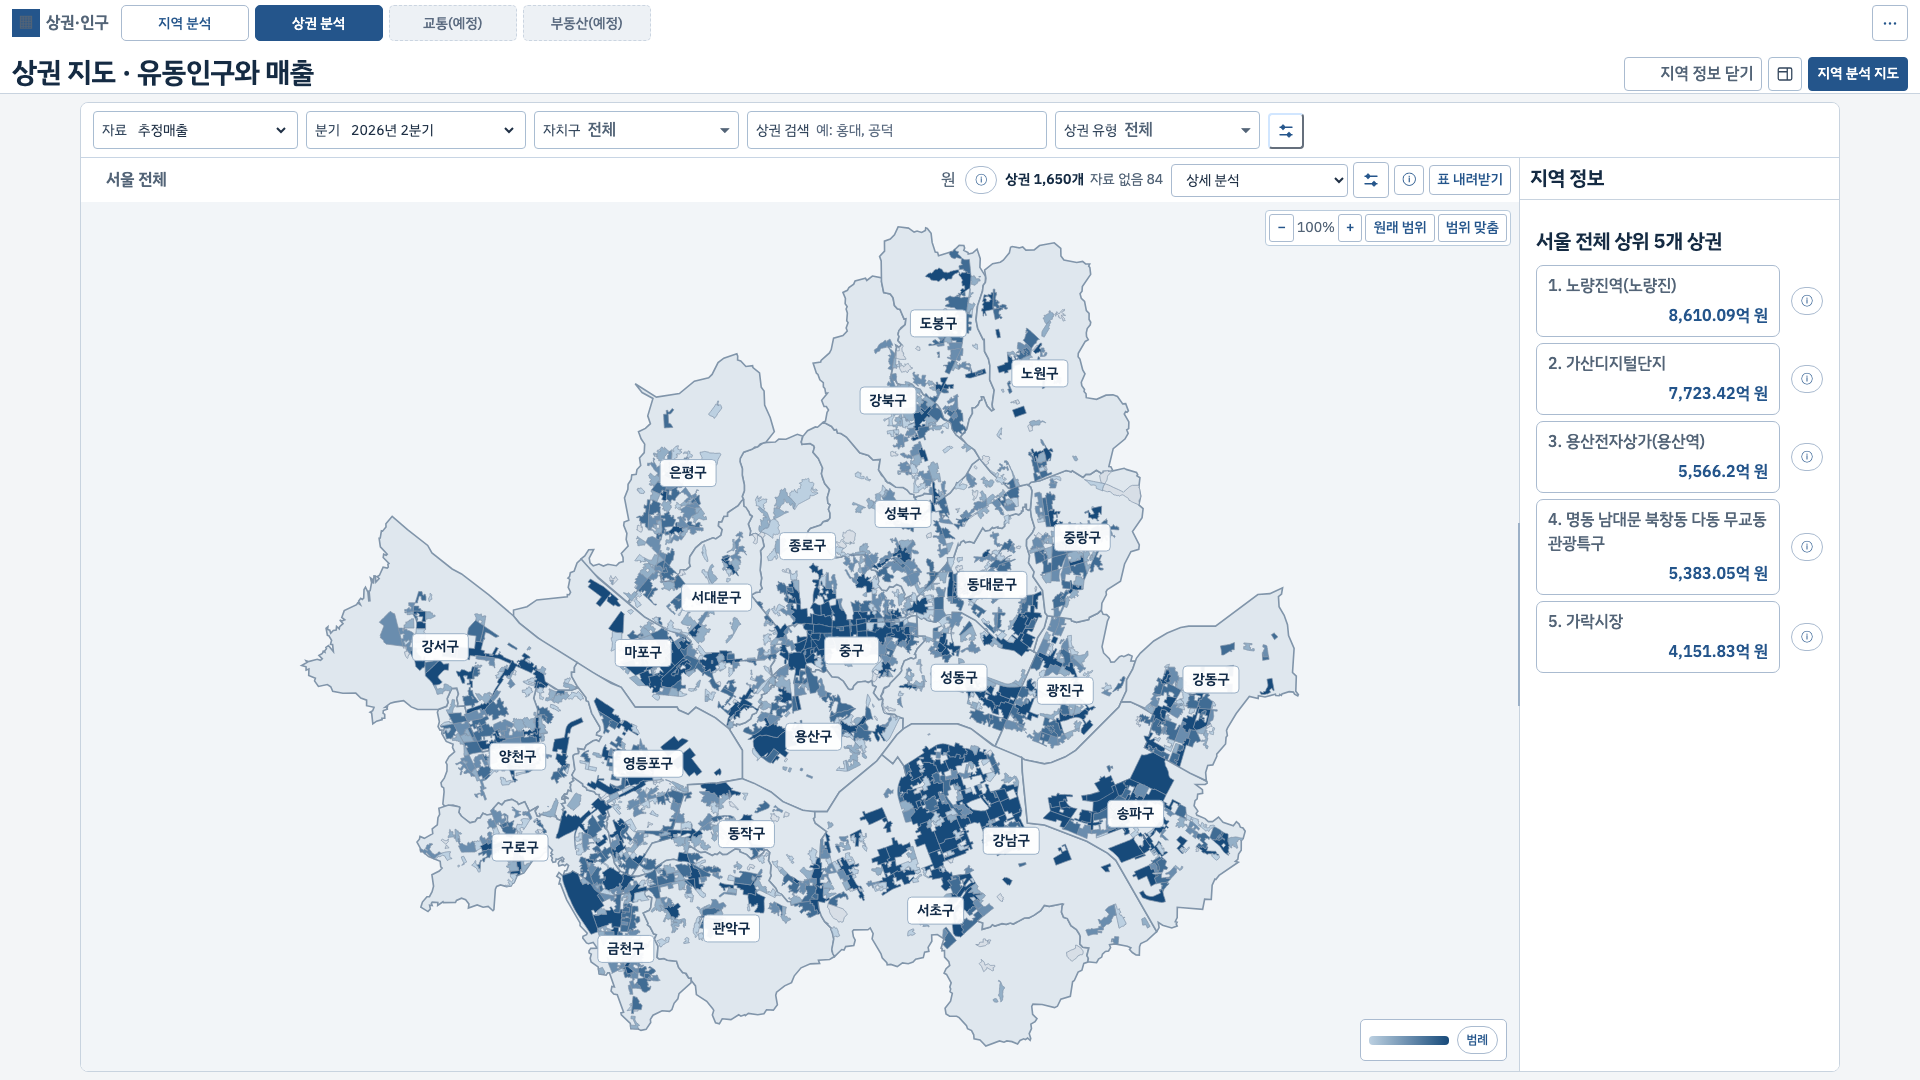 상권·인구
지역 분석
상권 분석
교통(예정)
부동산(예정)
···
상권 지도 · 유동인구와 매출
지역 정보 닫기
지역 분석 지도
자료 추정매출
분기 2026년 2분기
자치구 전체
상권 검색 예: 홍대, 공덕
상권 유형 전체
서울 전체
원
상권 1,650개 자료 없음 84
상세 분석
표 내려받기
지역 정보
− 100% + 원래 범위 범위 맞춤
서울 전체 상위 5개 상권
1. 노량진역(노량진)
8,610.09억 원
2. 가산디지털단지
7,723.42억 원
3. 용산전자상가(용산역)
5,566.2억 원
4. 명동 남대문 북창동 다동 무교동
관광특구
5,383.05억 원
5. 가락시장
4,151.83억 원
도봉구
노원구
강북구
은평구
성북구
중랑구
종로구
동대문구
서대문구
강서구
마포구
중구
성동구
광진구
강동구
용산구
양천구
영등포구
송파구
동작구
강남구
구로구
서초구
관악구
금천구
범례